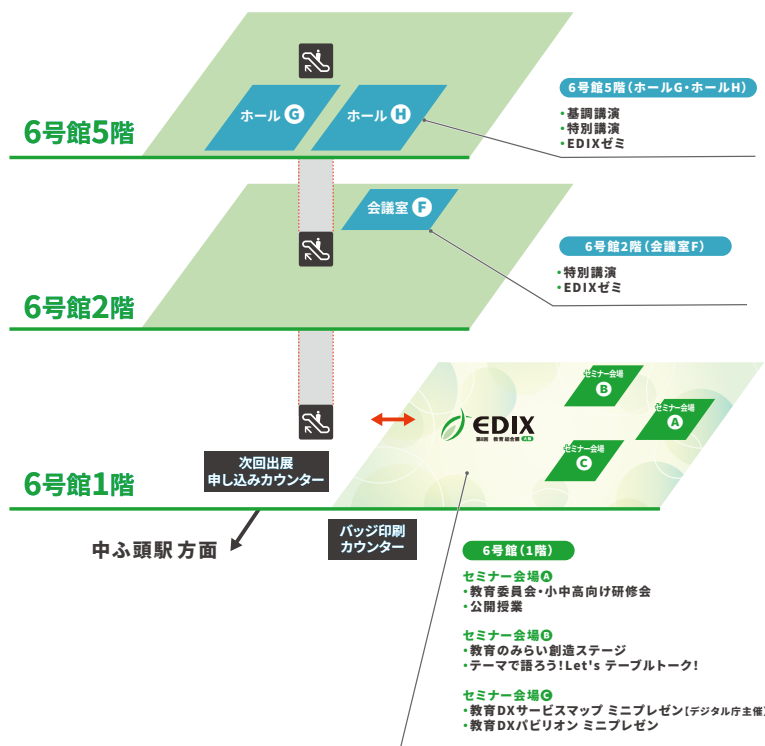 6号館5階
ホール G
ホール H
6号館5階(ホールG・ホールH)
・基調講演
・特別講演
・EDIXゼミ
6号館2階
会議室 F
6号館2階(会議室F)
・特別講演
・EDIXゼミ
6号館1階
EDIX
セミナー会場
B
セミナー会場
A
セミナー会場
C
次回出展
申し込みカウンター
中ふ頭駅 方面
バッジ印刷
カウンター
6号館(1階)
セミナー会場A
・教育委員会・小中高向け研修会
・公開授業
セミナー会場B
・教育のみらい創造ステージ
・テーマで語ろう!Let's テーブルトーク!
セミナー会場C
・教育DXサービスマップ ミニプレゼン[デジタル庁主催]
・教育DXパビリオン ミニプレゼン